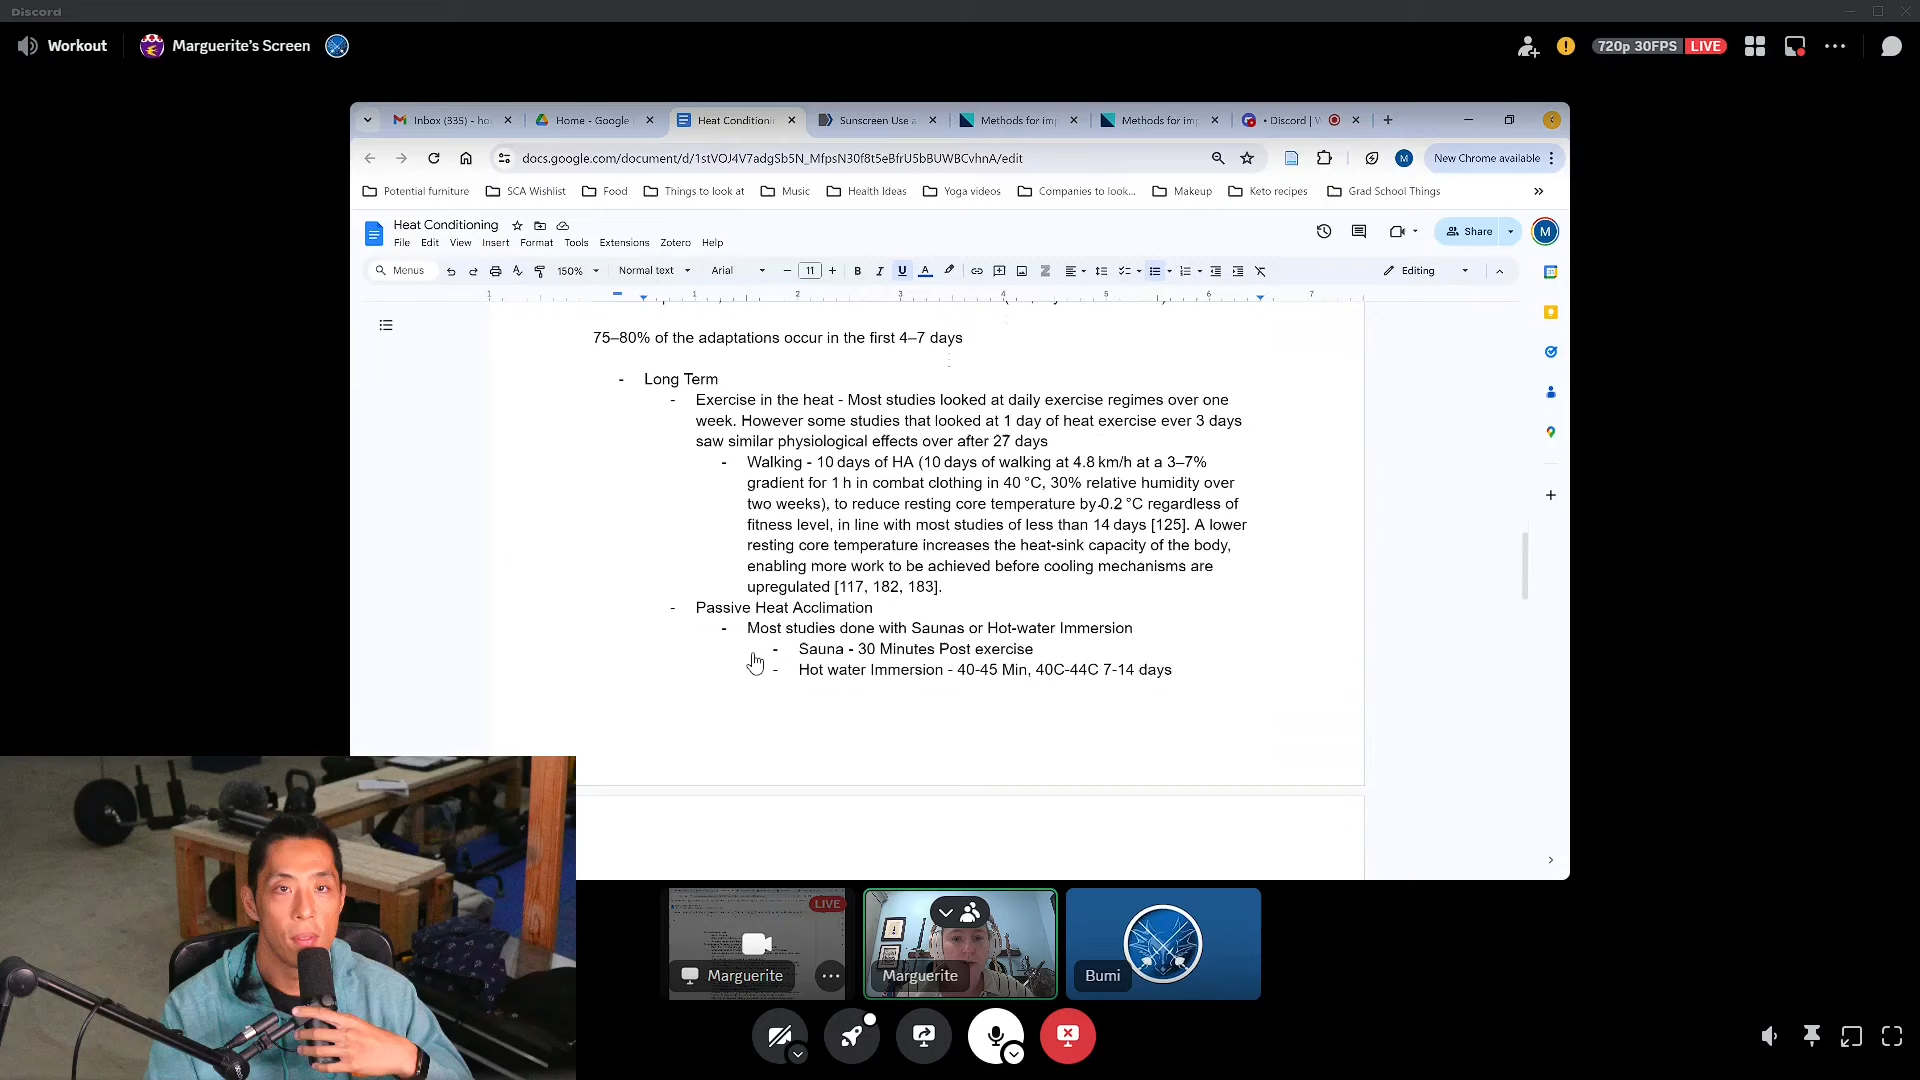 Discord
Workout
Marguerite's Screen
720p 30FPS LIVE
Inbox (335) - ho
Home - Google
Heat Conditioni
Sunscreen Use a
Methods for imp
Methods for imp
• Discord |
docs.google.com/document/d/1stVOJ4V7adgSb5N_MfpsN30f8t5eBfrU5bBUWBCvhnA/edit
M
New Chrome available
Potential furniture
SCA Wishlist
Food
Things to look at
Music
Health Ideas
Yoga videos
Companies to look...
Makeup
Keto recipes
Grad School Things
Heat Conditioning
File Edit View Insert Format Tools Extensions Zotero Help
Share
M
Menus
150%
Normal text
Arial
11
B I U A
Editing
1 1 2 3 4 5 6 7
75–80% of the adaptations occur in the first 4–7 days
- Long Term
- Exercise in the heat - Most studies looked at daily exercise regimes over one
week. However some studies that looked at 1 day of heat exercise ever 3 days
saw similar physiological effects over after 27 days
- Walking - 10 days of HA (10 days of walking at 4.8 km/h at a 3–7%
gradient for 1 h in combat clothing in 40 °C, 30% relative humidity over
two weeks), to reduce resting core temperature by 0.2 °C regardless of
fitness level, in line with most studies of less than 14 days [125]. A lower
resting core temperature increases the heat-sink capacity of the body,
enabling more work to be achieved before cooling mechanisms are
upregulated [117, 182, 183].
- Passive Heat Acclimation
- Most studies done with Saunas or Hot-water Immersion
- Sauna - 30 Minutes Post exercise
- Hot water Immersion - 40-45 Min, 40C-44C 7-14 days
LIVE
Marguerite
Marguerite
Bumi